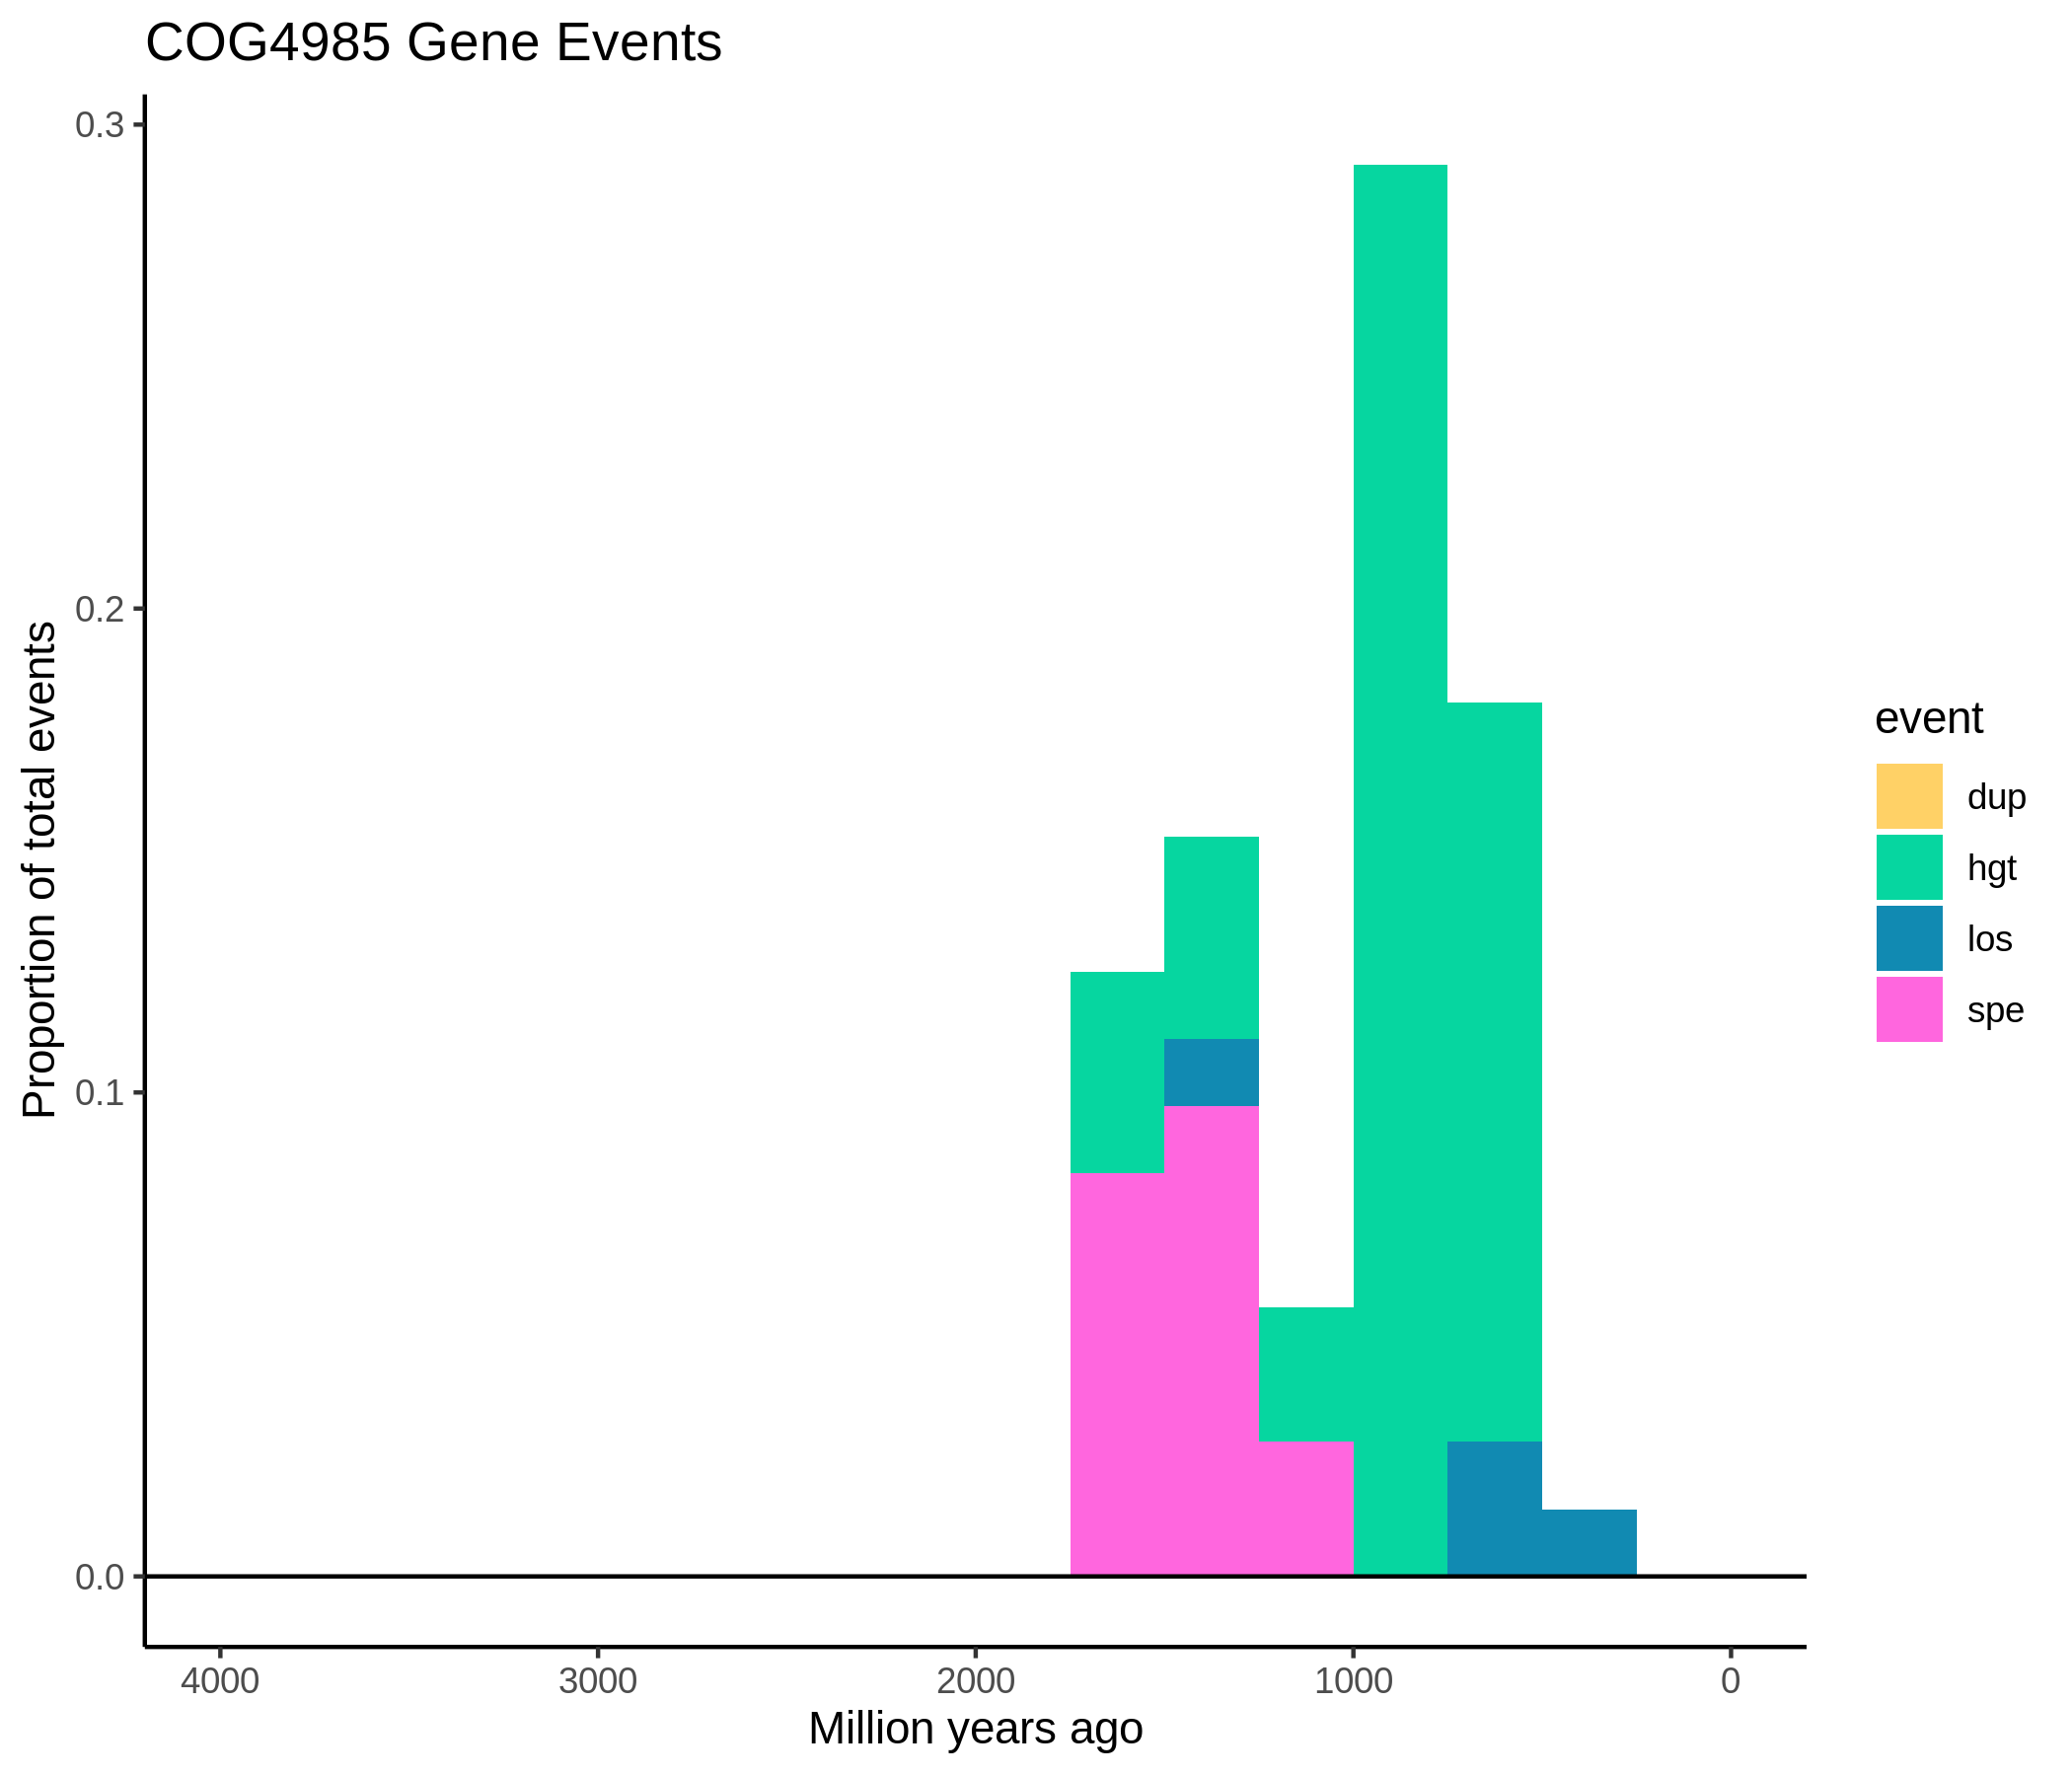 COG4985 Gene Events
0.3
0.2
0.1
0.0
Proportion of total events
4000 3000 2000 1000 0
Million years ago
event
dup
hgt
los
spe